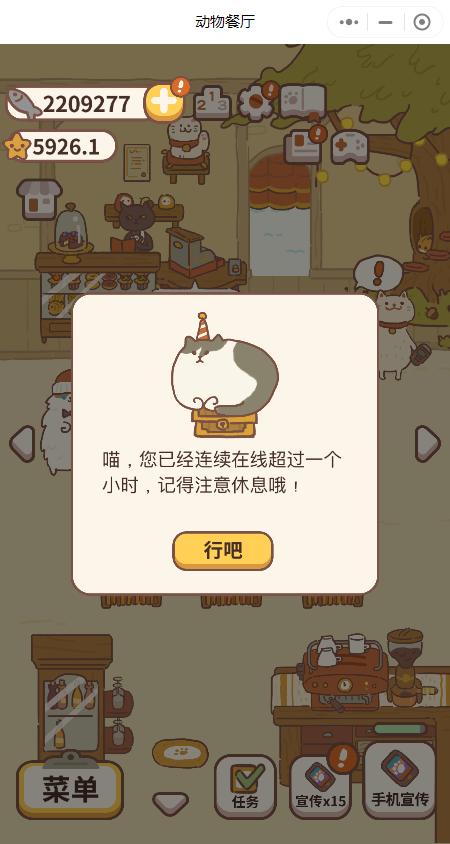 动物餐厅
2209277
1
2 3
5926.1
喵，您已经连续在线超过一个
小时，记得注意休息哦！
行吧
菜单
任务
宣传x15
手机宣传